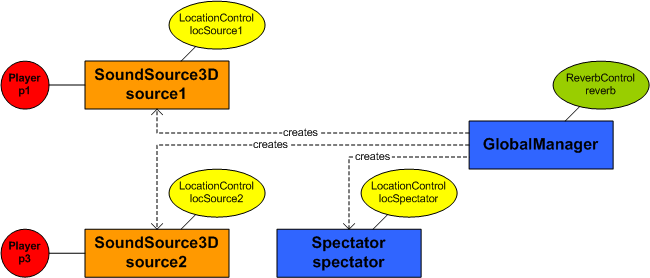 LocationControl
locSource1
Player
p1
SoundSource3D
source1
ReverbControl
reverb
creates
GlobalManager
creates
creates
LocationControl
locSource2
LocationControl
locSpectator
Player
p3
SoundSource3D
source2
Spectator
spectator